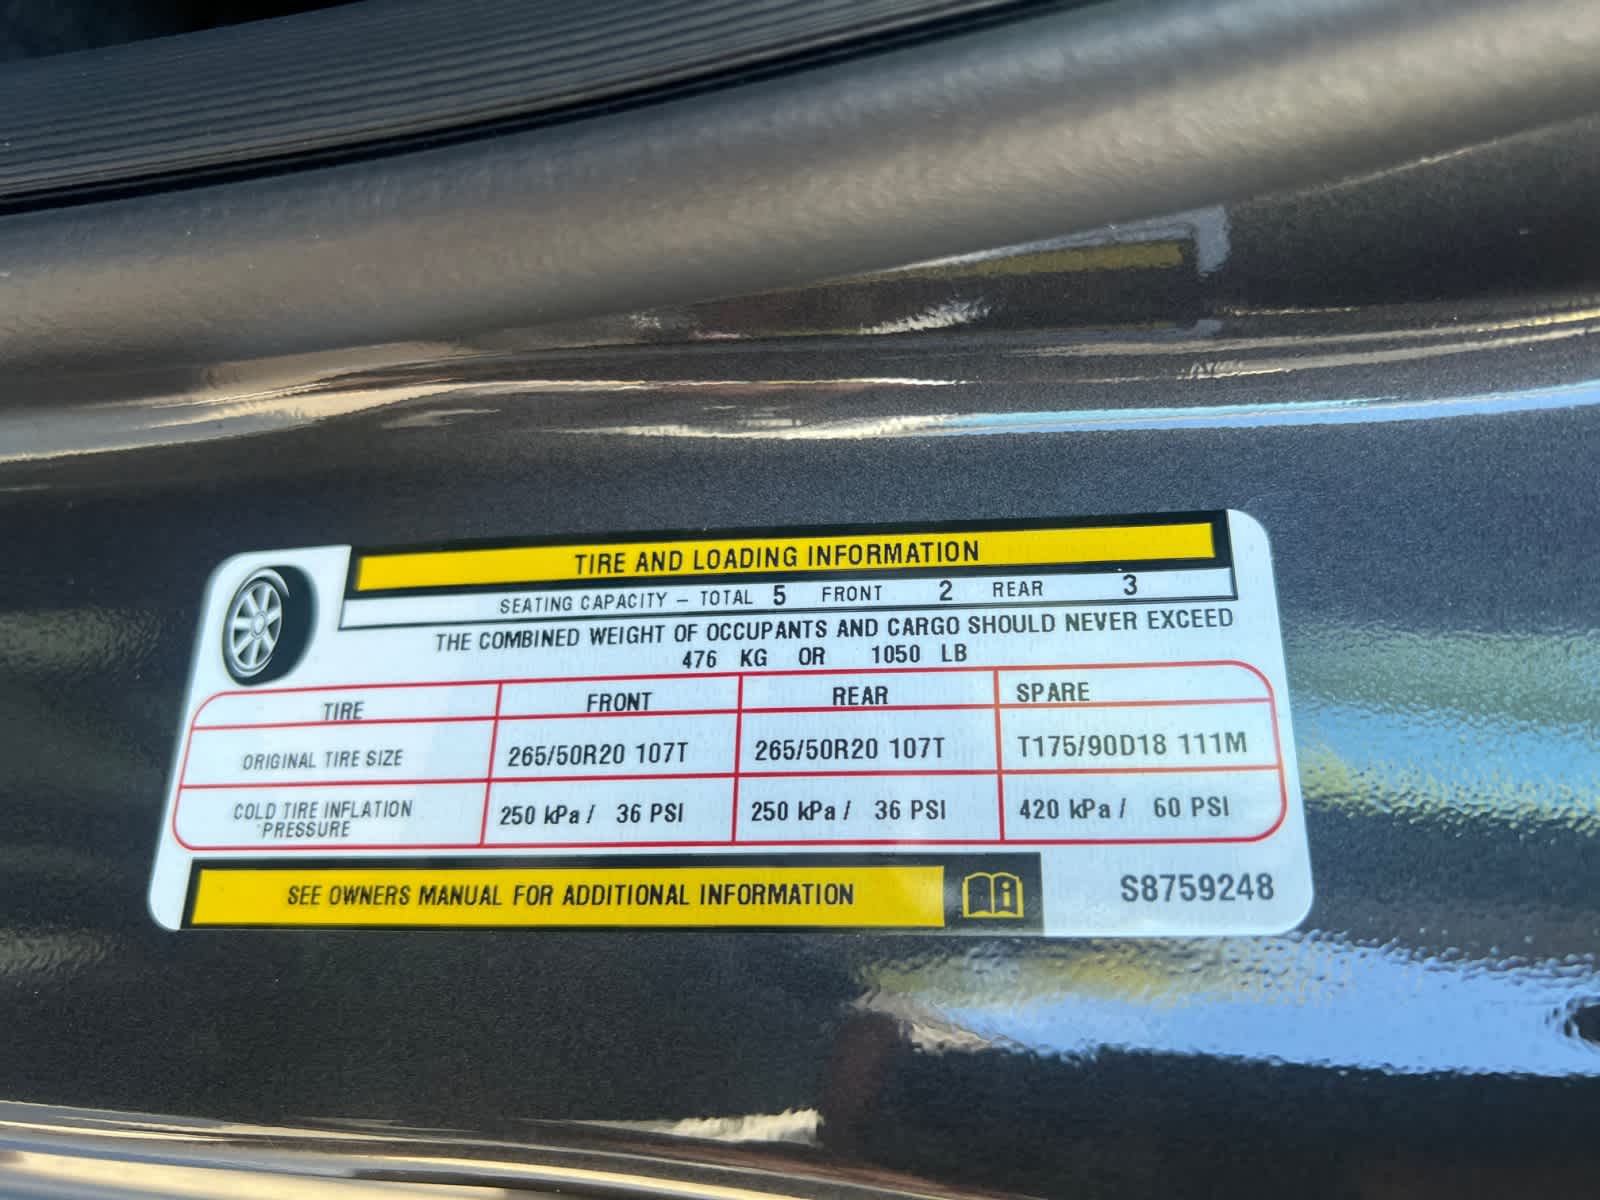 TIRE AND LOADING INFORMATION
SEATING CAPACITY – TOTAL 5 FRONT 2 REAR 3
THE COMBINED WEIGHT OF OCCUPANTS AND CARGO SHOULD NEVER EXCEED
476 KG OR 1050 LB
TIRE FRONT REAR SPARE
ORIGINAL TIRE SIZE 265/50R20 107T 265/50R20 107T T175/90D18 111M
COLD TIRE INFLATION
PRESSURE 250 kPa / 36 PSI 250 kPa / 36 PSI 420 kPa / 60 PSI
SEE OWNERS MANUAL FOR ADDITIONAL INFORMATION
S8759248